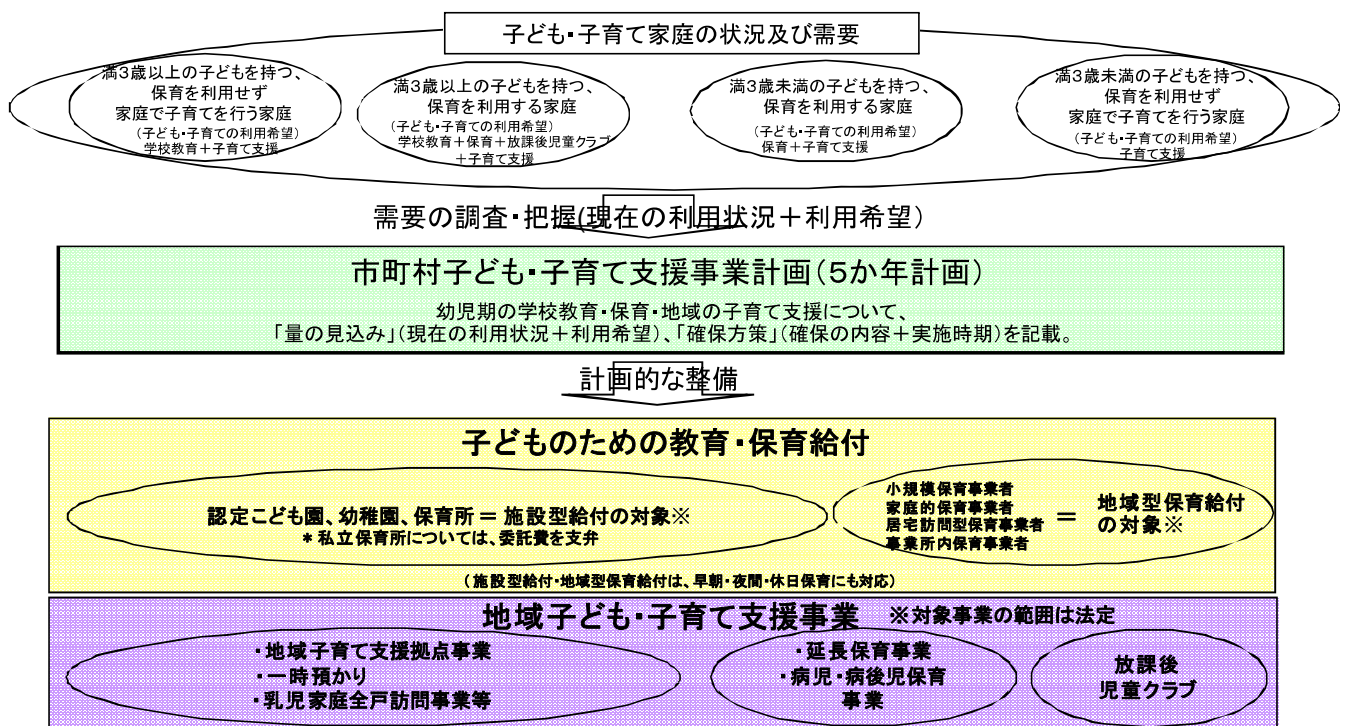 子ども・子育て家庭の状況及び需要
満3歳以上の子どもを持つ、
保育を利用せず
家庭で子育てを行う家庭
(子ども・子育ての利用希望)
学校教育+子育て支援
満3歳以上の子どもを持つ、
保育を利用する家庭
(子ども・子育ての利用希望)
学校教育+保育+放課後児童クラブ
+子育て支援
満3歳未満の子どもを持つ、
保育を利用する家庭
(子ども・子育ての利用希望)
保育+子育て支援
満3歳未満の子どもを持つ、
保育を利用せず
家庭で子育てを行う家庭
(子ども・子育ての利用希望)
子育て支援
需要の調査・把握(現在の利用状況+利用希望)
市町村子ども・子育て支援事業計画(5か年計画)
幼児期の学校教育・保育・地域の子育て支援について、
「量の見込み」(現在の利用状況+利用希望)、「確保方策」(確保の内容+実施時期)を記載。
計画的な整備
子どものための教育・保育給付
認定こども園、幼稚園、保育所=施設型給付の対象※
*私立保育所については、委託費を支弁
小規模保育事業者
家庭的保育事業者
居宅訪問型保育事業者
事業所内保育事業者
=
地域型保育給付
の対象※
(施設型給付・地域型保育給付は、早朝・夜間・休日保育にも対応)
地域子ども・子育て支援事業 ※対象事業の範囲は法定
・地域子育て支援拠点事業
・一時預かり
・乳児家庭全戸訪問事業等
・延長保育事業
・病児・病後児保育
事業
放課後
児童クラブ